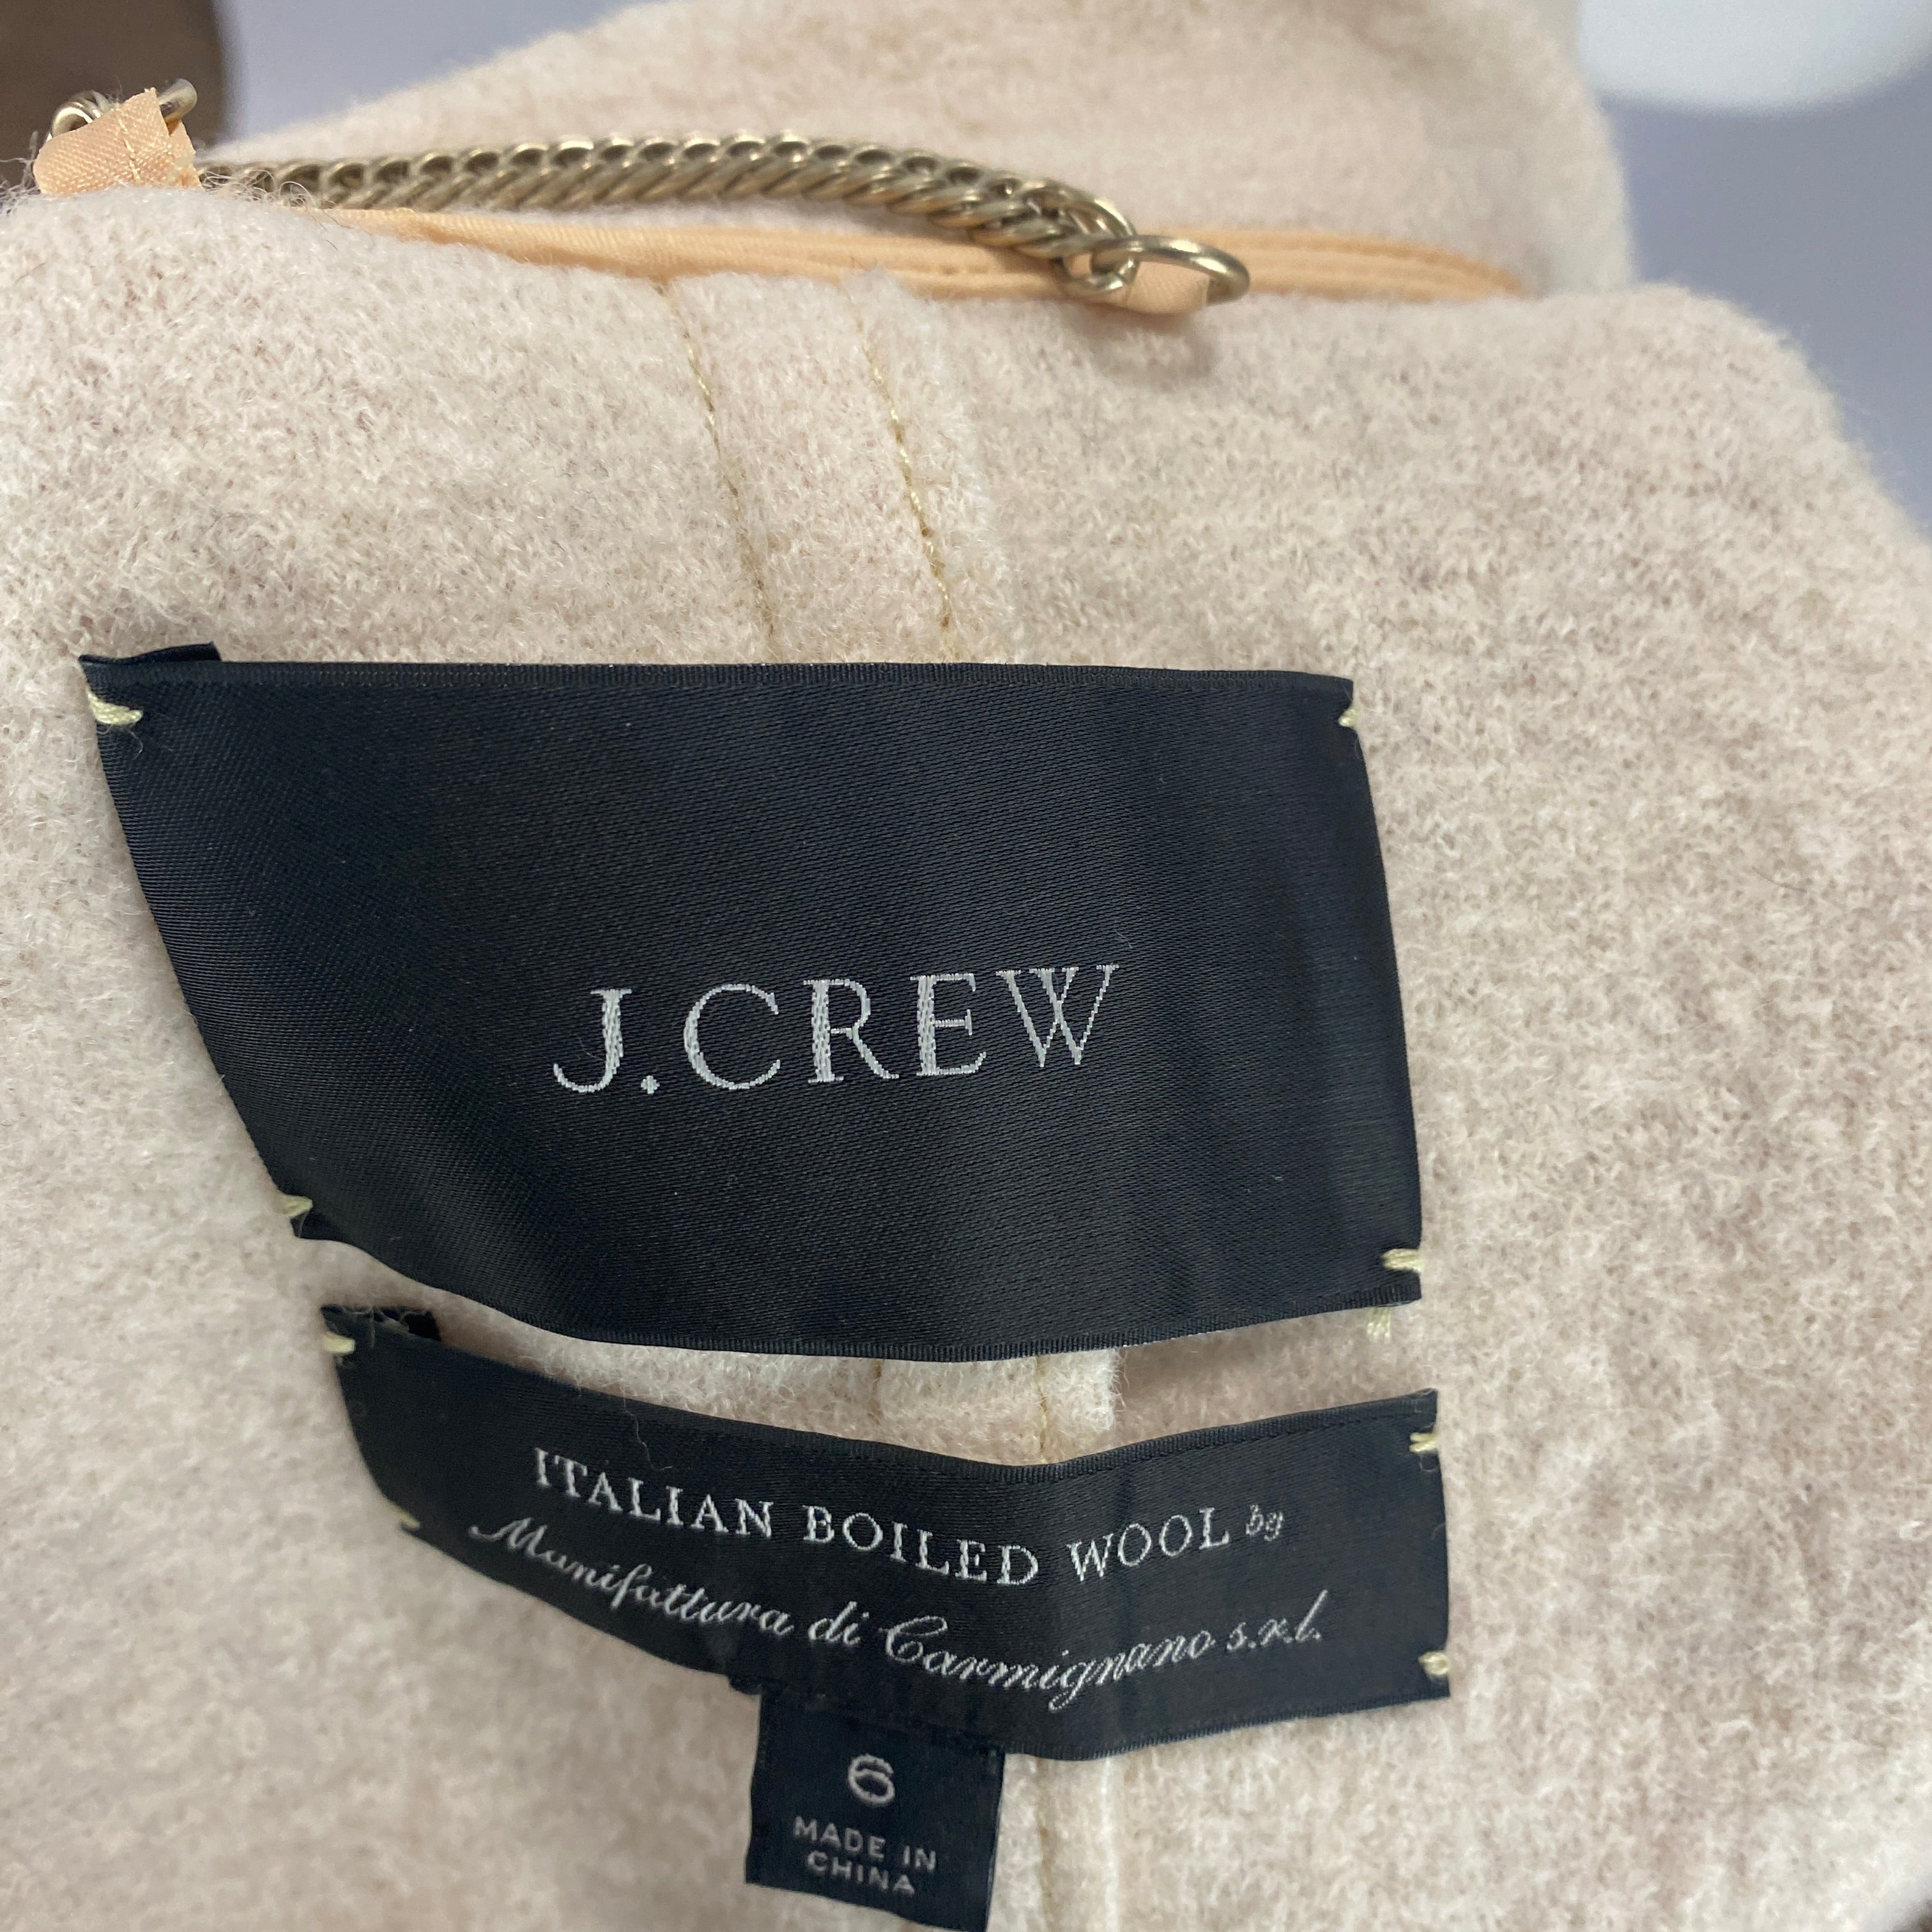 J.CREW
ITALIAN BOILED WOOL by
Manifattura di Carmignano s.r.l.
6
MADE IN
CHINA